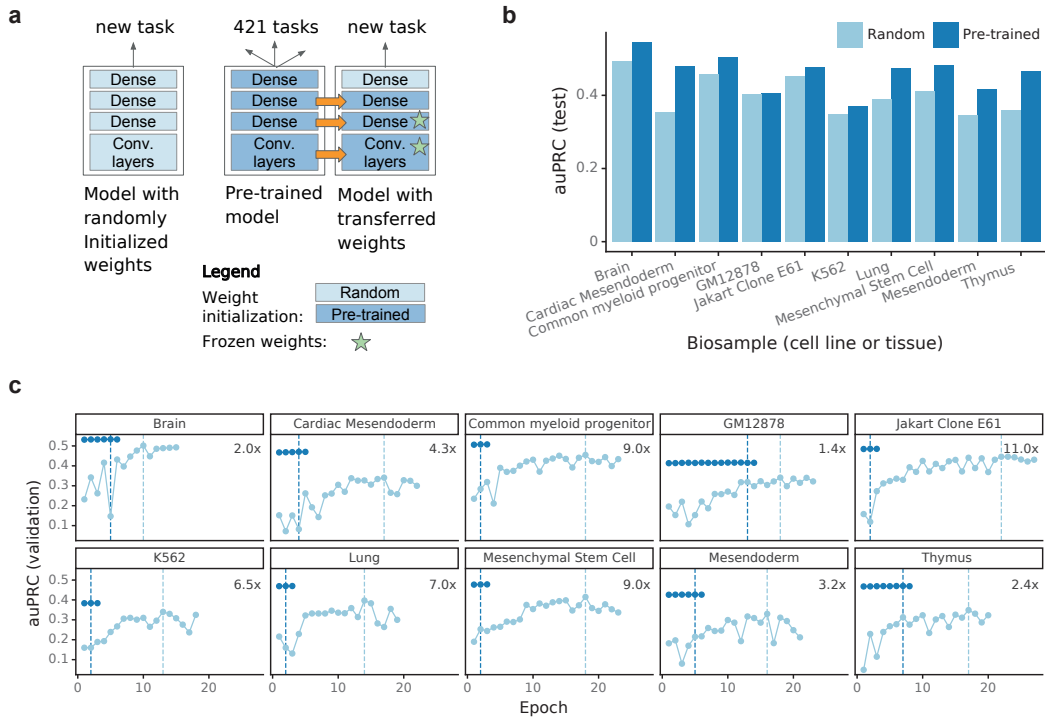 a
new task
421 tasks
new task
Dense
Dense
Dense
Conv.
layers
Dense
Dense
Dense
Conv.
layers
Dense
Dense
Dense
Conv.
layers
Model with
randomly
Initialized
weights
Pre-trained
model
Model with
transferred
weights
Legend
Weight
initialization:
Random
Pre-trained
Frozen weights:
b
Random
Pre-trained
auPRC (test)
0.4
0.2
0
Brain
Cardiac Mesendoderm
Common myeloid progenitor
GM12878
Jakart Clone E61
K562
Lung
Mesenchymal Stem Cell
Mesendoderm
Thymus
Biosample (cell line or tissue)
c
auPRC (validation)
Brain
Cardiac Mesendoderm
Common myeloid progenitor
GM12878
Jakart Clone E61
2.0x
4.3x
9.0x
1.4x
11.0x
0.5
0.4
0.3
0.1
K562
Lung
Mesenchymal Stem Cell
Mesendoderm
Thymus
6.5x
7.0x
9.0x
3.2x
2.4x
0.5
0.4
0.3
0.1
0
10
20
0
10
20
0
10
20
0
10
20
0
10
20
Epoch